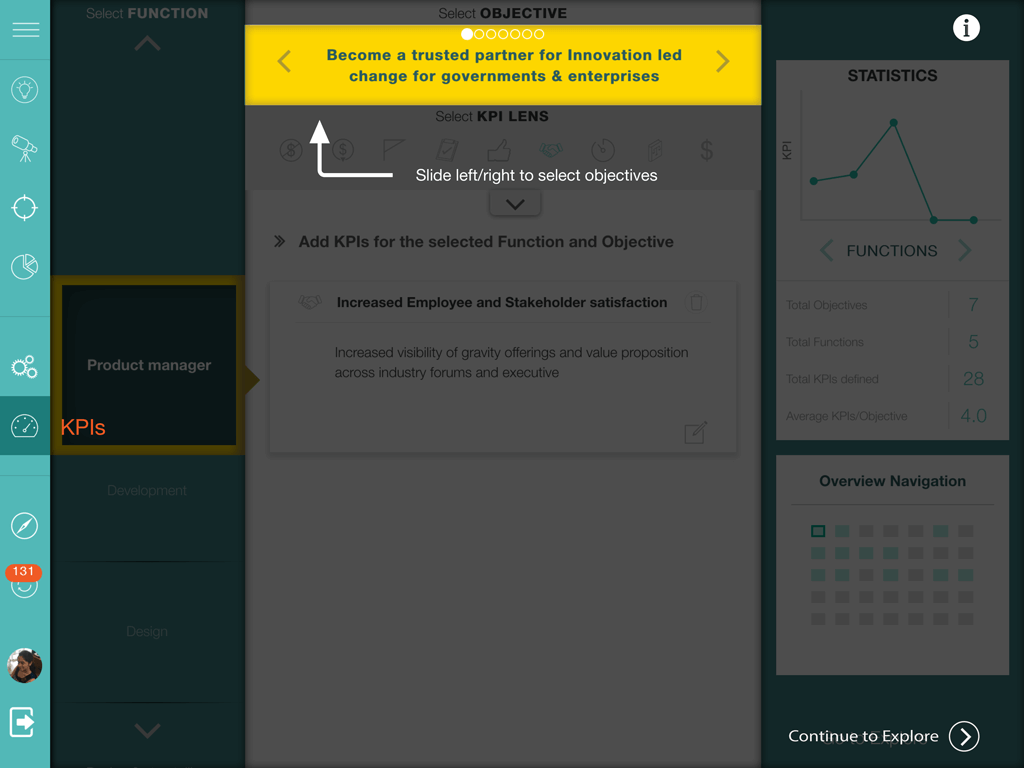 Select FUNCTION
Select OBJECTIVE
Become a trusted partner for Innovation led
change for governments & enterprises
Select KPI LENS
Slide left/right to select objectives
Add KPIs for the selected Function and Objective
Increased Employee and Stakeholder satisfaction
Increased visibility of gravity offerings and value proposition
across industry forums and executive
Product manager
KPIs
Development
Design
131
STATISTICS
KPI
FUNCTIONS
Total Objectives 7
Total Functions 5
Total KPIs defined 28
Average KPIs/Objective 4.0
Overview Navigation
Continue to Explore